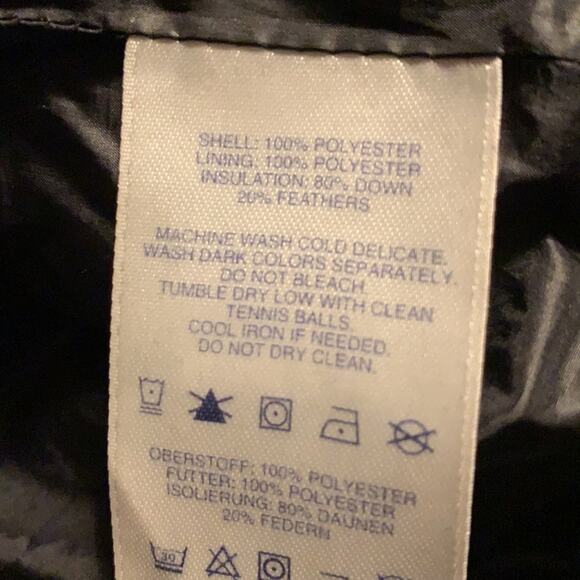 SHELL: 100% POLYESTER
LINING: 100% POLYESTER
INSULATION: 80% DOWN
20% FEATHERS
MACHINE WASH COLD DELICATE.
WASH DARK COLORS SEPARATELY.
DO NOT BLEACH.
TUMBLE DRY LOW WITH CLEAN
TENNIS BALLS.
COOL IRON IF NEEDED.
DO NOT DRY CLEAN.
OBERSTOFF: 100% POLYESTER
FUTTER: 100% POLYESTER
ISOLIERUNG: 80% DAUNEN
20% FEDERN
30